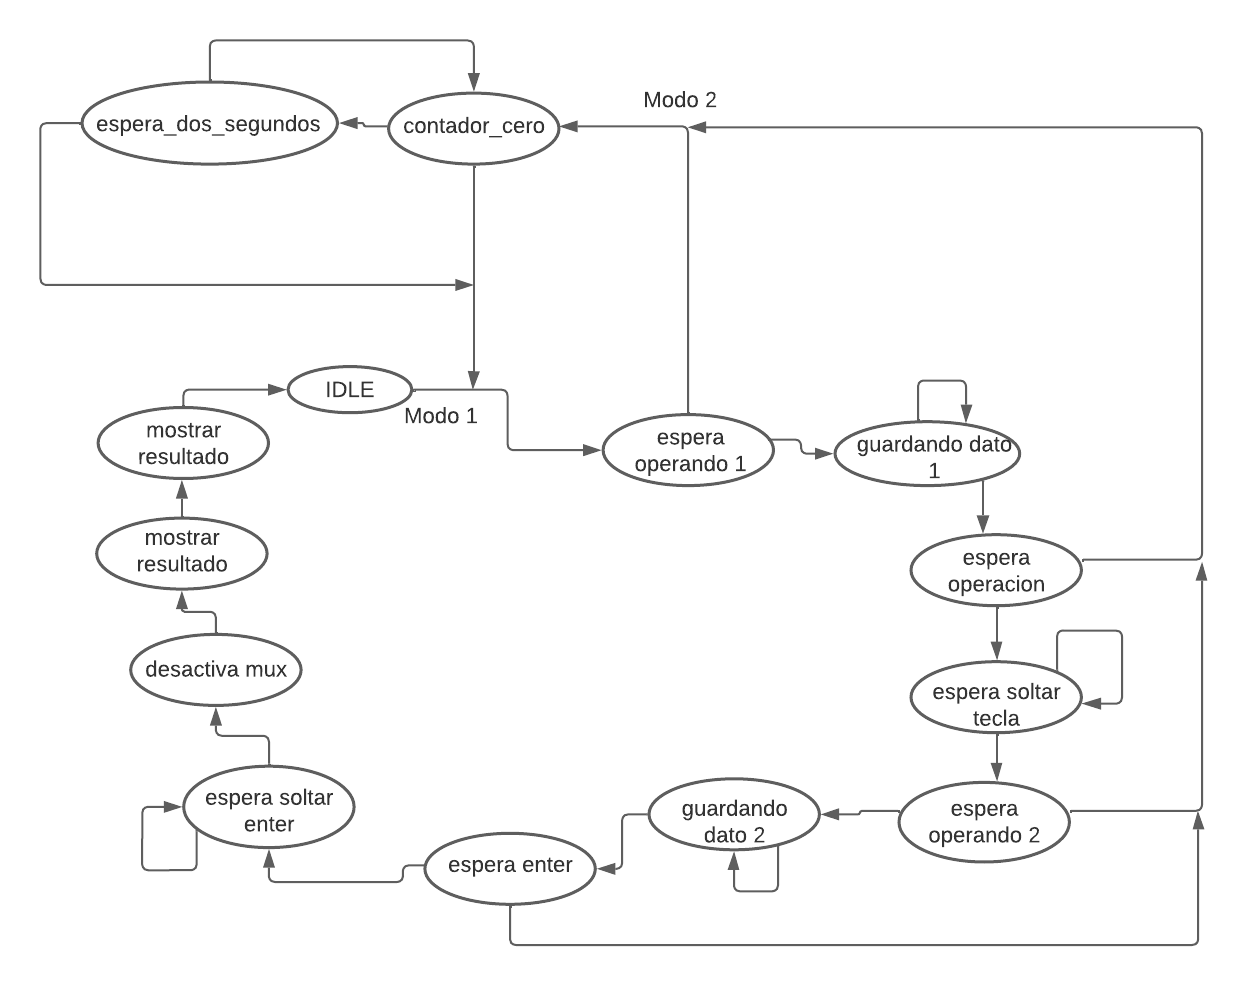 Modo 2
espera_dos_segundos
contador_cero
IDLE
Modo 1
mostrar
resultado
espera
operando 1
guardando dato
1
mostrar
resultado
espera
operacion
desactiva mux
espera soltar
tecla
espera soltar
enter
guardando
dato 2
espera
operando 2
espera enter